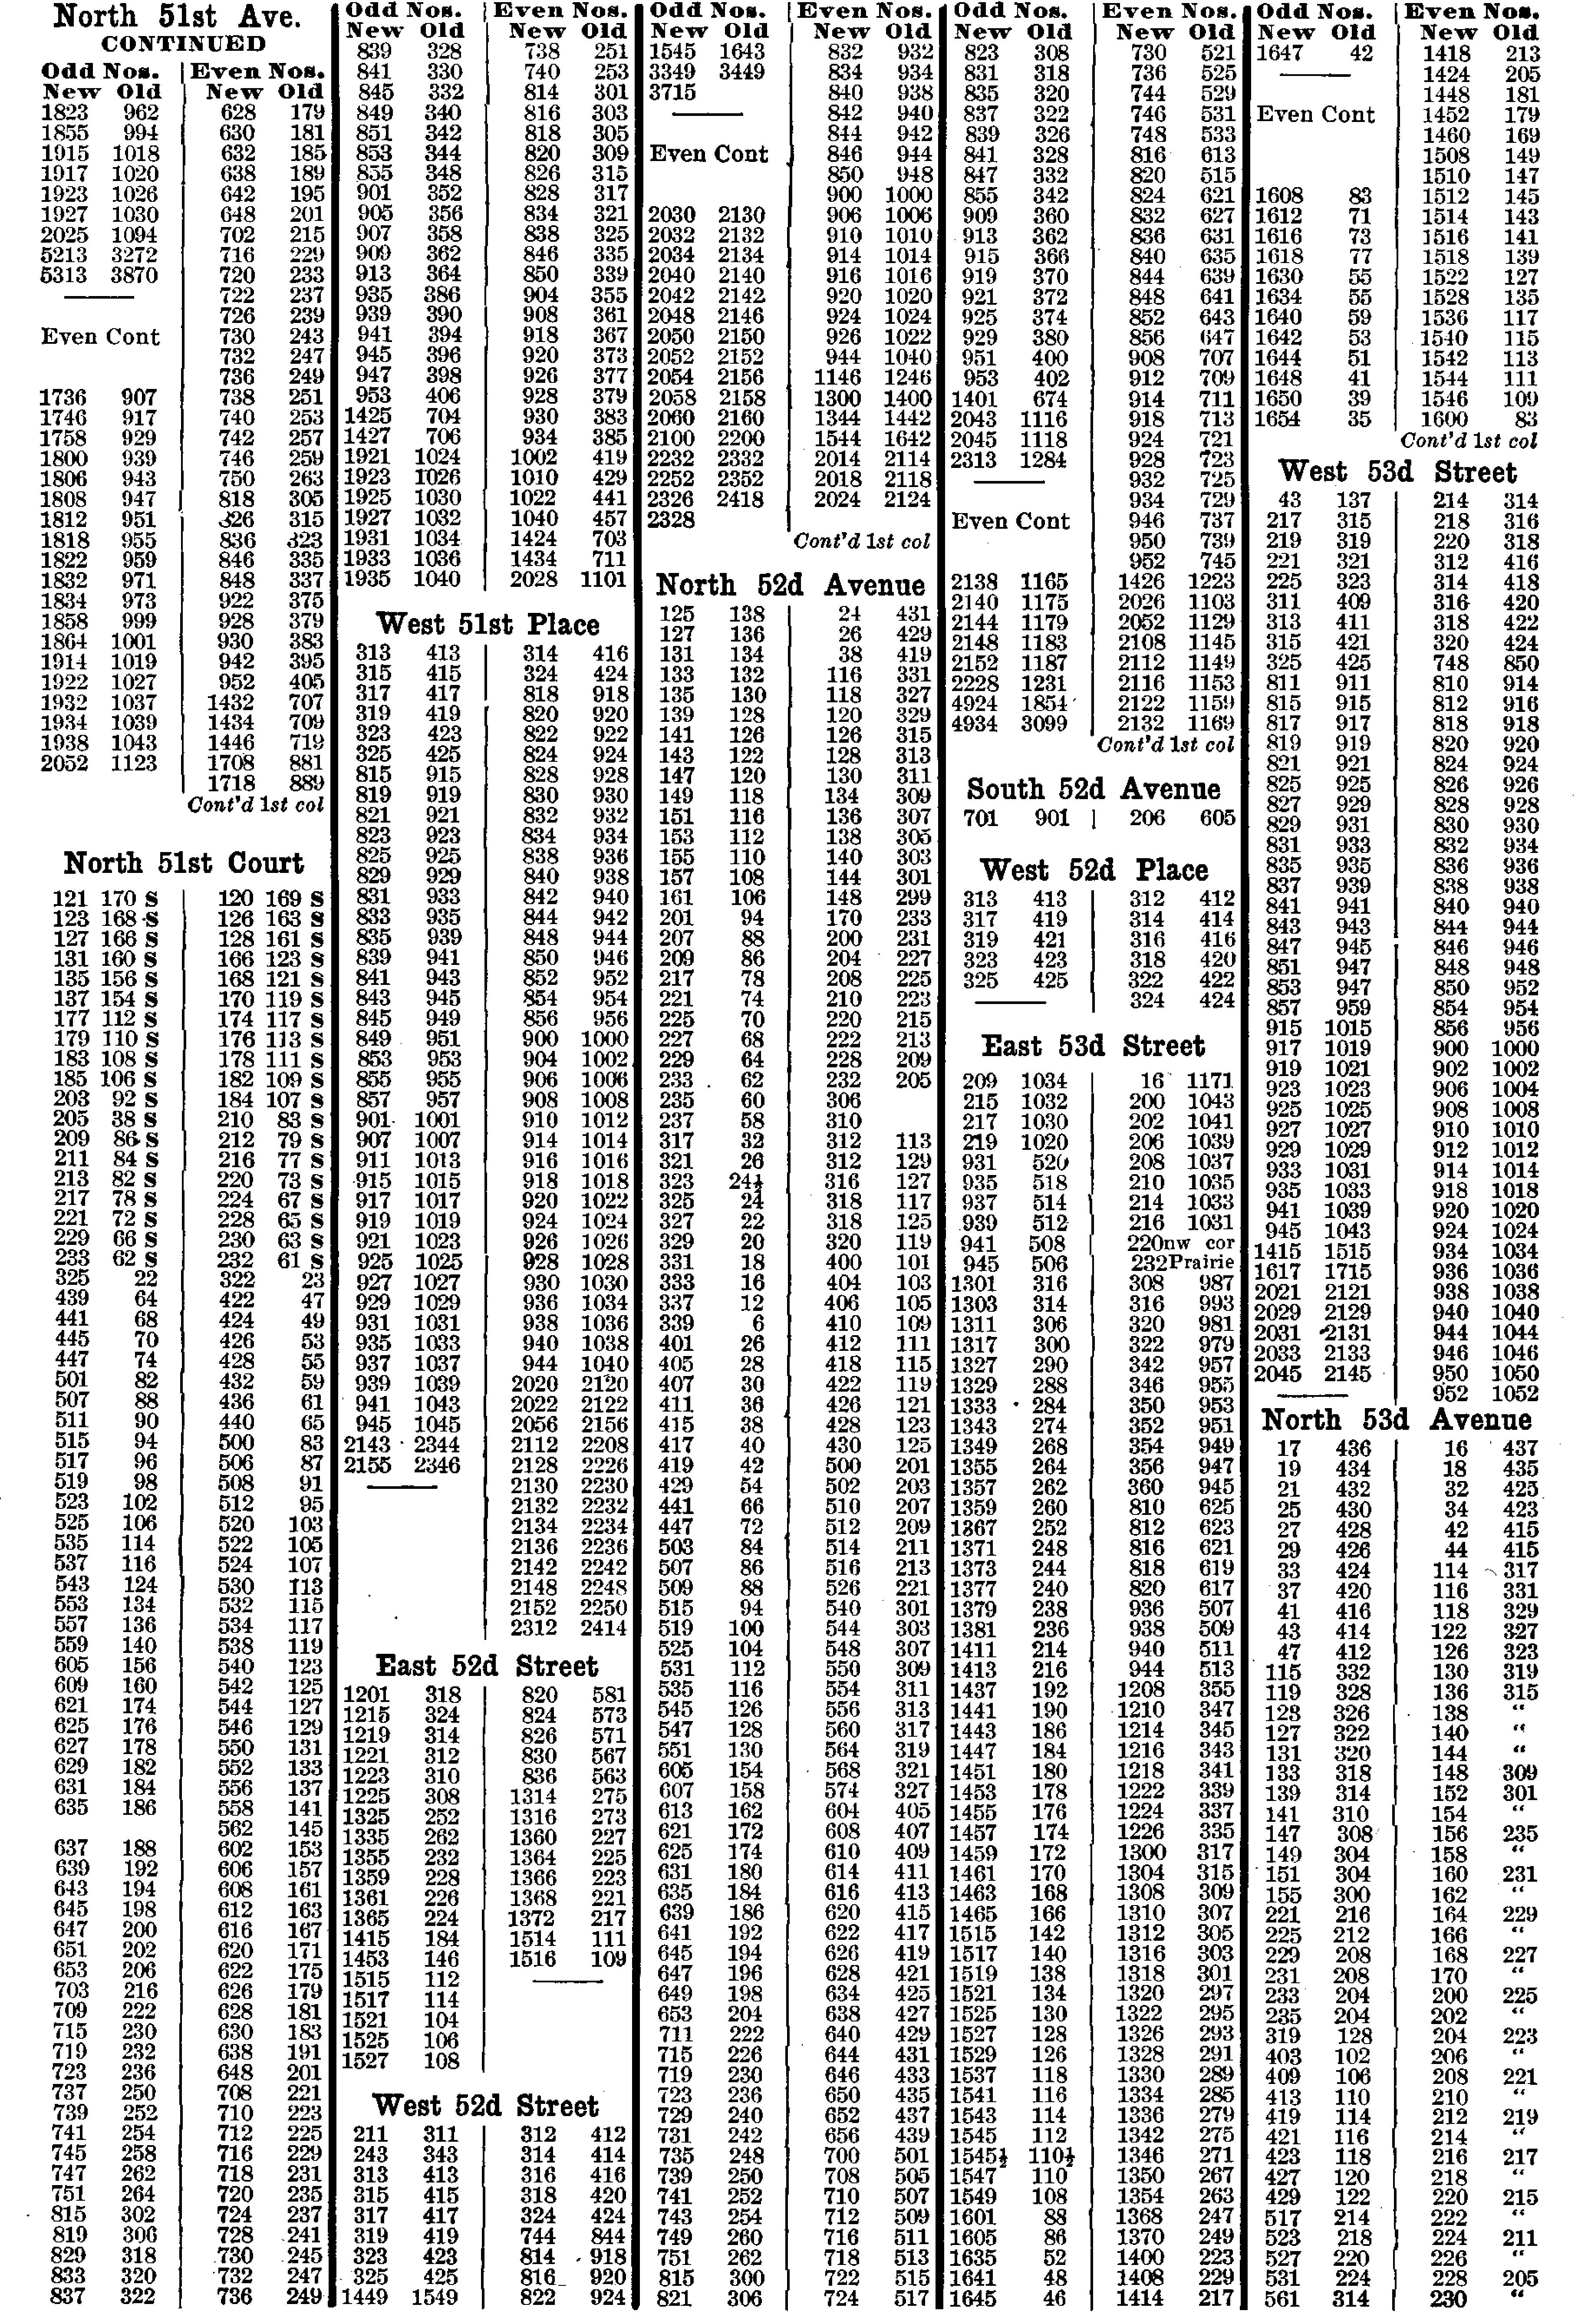 North 51st Ave.
CONTINUED
Odd Nos. Even Nos.
New Old New Old
1823 962 628 179
1855 994 630 181
1915 1018 632 185
1917 1020 638 189
1923 1026 642 195
1927 1030 648 201
2025 1094 702 215
5213 3272 716 229
5313 3870 720 233
722 237
726 239
Even Cont 730 243
732 247
736 249
1736 907 738 251
1746 917 740 253
1758 929 742 257
1800 939 746 259
1806 943 750 263
1808 947 818 305
1812 951 826 315
1818 955 836 323
1822 959 846 335
1832 971 848 337
1834 973 922 375
1858 999 928 379
1864 1001 930 383
1914 1019 942 395
1922 1027 952 405
1932 1037 1432 707
1934 1039 1434 709
1938 1043 1446 719
2052 1123 1708 881
1718 889
Cont'd 1st col
North 51st Court
121 170 S 120 169 S
123 168 S 126 163 S
127 166 S 128 161 S
131 160 S 166 123 S
135 156 S 168 121 S
137 154 S 170 119 S
177 112 S 174 117 S
179 110 S 176 113 S
183 108 S 178 111 S
185 106 S 182 109 S
203 92 S 184 107 S
205 38 S 210 83 S
209 86 S 212 79 S
211 84 S 216 77 S
213 82 S 220 73 S
217 78 S 224 67 S
221 72 S 228 65 S
229 66 S 230 63 S
233 62 S 232 61 S
325 22 322 23
439 64 422 47
441 68 424 49
445 70 426 53
447 74 428 55
501 82 432 59
507 88 436 61
511 90 440 65
515 94 500 83
517 96 506 87
519 98 508 91
523 102 512 95
525 106 520 103
535 114 522 105
537 116 524 107
543 124 530 113
553 134 532 115
557 136 534 117
559 140 538 119
605 156 540 123
609 160 542 125
621 174 544 127
625 176 546 129
627 178 550 131
629 182 552 133
631 184 556 137
635 186 558 141
562 145
637 188 602 153
639 192 606 157
643 194 608 161
645 198 612 163
647 200 616 167
651 202 620 171
653 206 622 175
703 216 626 179
709 222 628 181
715 230 630 183
719 232 638 191
723 236 648 201
737 250 708 221
739 252 710 223
741 254 712 225
745 258 716 229
747 262 718 231
751 264 720 235
815 302 724 237
819 306 728 241
829 318 730 245
833 320 732 247
837 322 736 249
Odd Nos. Even Nos.
New Old New Old
839 328 738 251
841 330 740 253
845 332 814 301
849 340 816 303
851 342 818 305
853 344 820 309
855 348 826 315
901 352 828 317
905 356 834 321
907 358 838 325
909 362 846 335
913 364 850 339
935 386 904 355
939 390 908 361
941 394 918 367
945 396 920 373
947 398 926 377
953 406 928 379
1425 704 930 383
1427 706 934 385
1921 1024 1002 419
1923 1026 1010 429
1925 1030 1022 441
1927 1032 1040 457
1931 1034 1424 703
1933 1036 1434 711
1935 1040 2028 1101
West 51st Place
313 413 314 416
315 415 324 424
317 417 818 918
319 419 820 920
323 423 822 922
325 425 824 924
815 915 828 928
819 919 830 930
821 921 832 932
823 923 834 934
825 925 838 936
829 929 840 938
831 933 842 940
833 935 844 942
835 939 848 944
839 941 850 946
841 943 852 952
843 945 854 954
845 949 856 956
849 951 900 1000
853 953 904 1002
855 955 906 1006
857 957 908 1008
901 1001 910 1012
907 1007 914 1014
911 1013 916 1016
915 1015 918 1018
917 1017 920 1022
919 1019 924 1024
921 1023 926 1026
925 1025 928 1028
927 1027 930 1030
929 1029 936 1034
931 1031 938 1036
935 1033 940 1038
937 1037 944 1040
939 1039 2020 2120
941 1043 2022 2122
945 1045 2056 2156
2143 2344 2112 2208
2155 2346 2128 2226
2130 2230
2132 2232
2134 2234
2136 2236
2142 2242
2148 2248
2152 2250
2312 2414
East 52d Street
1201 318 820 581
1215 324 824 573
1219 314 826 571
1221 312 830 567
1223 310 836 563
1225 308 1314 275
1325 252 1316 273
1335 262 1360 227
1355 232 1364 225
1359 228 1366 223
1361 226 1368 221
1365 224 1372 217
1415 184 1514 111
1453 146 1516 109
1515 112
1517 114
1521 104
1525 106
1527 108
West 52d Street
211 311 312 412
243 343 314 414
313 413 316 416
315 415 318 420
317 417 324 424
319 419 744 844
323 423 814 918
325 425 816 920
1449 1549 822 924
Odd Nos. Even Nos.
New Old New Old
1545 1643 832 932
3349 3449 834 934
3715 840 938
842 940
844 942
Even Cont 846 944
850 948
900 1000
2030 2130 906 1006
2032 2132 910 1010
2034 2134 914 1014
2040 2140 916 1016
2042 2142 920 1020
2048 2146 924 1024
2050 2150 926 1022
2052 2152 944 1040
2054 2156 1146 1246
2058 2158 1300 1400
2060 2160 1344 1442
2100 2200 1544 1642
2232 2332 2014 2114
2252 2352 2018 2118
2326 2418 2024 2124
2328
Cont'd 1st col
North 52d Avenue
125 138 24 431
127 136 26 429
131 134 38 419
133 132 116 331
135 130 118 327
139 128 120 329
141 126 126 315
143 122 128 313
147 120 130 311
149 118 134 309
151 116 136 307
153 112 138 305
155 110 140 303
157 108 144 301
161 106 148 299
201 94 170 233
207 88 200 231
209 86 204 227
217 78 208 225
221 74 210 223
225 70 220 215
227 68 222 213
229 64 228 209
233 62 232 205
235 60 306
237 58 310
317 32 312 113
321 26 312 129
323 24½ 316 127
325 24 318 117
327 22 318 125
329 20 320 119
331 18 400 101
333 16 404 103
337 12 406 105
339 6 410 109
401 26 412 111
405 28 418 115
407 30 422 119
411 36 426 121
415 38 428 123
417 40 430 125
419 42 500 201
429 54 502 203
441 66 510 207
447 72 512 209
503 84 514 211
507 86 516 213
509 88 526 221
515 94 540 301
519 100 544 303
525 104 548 307
531 112 550 309
535 116 554 311
545 126 556 313
547 128 560 317
551 130 564 319
605 154 568 321
607 158 574 327
613 162 604 405
621 172 608 407
625 174 610 409
631 180 614 411
635 184 616 413
639 186 620 415
641 192 622 417
645 194 626 419
647 196 628 421
649 198 634 425
653 204 638 427
711 222 640 429
715 226 644 431
719 230 646 433
723 236 650 435
729 240 652 437
731 242 656 439
735 248 700 501
739 250 708 505
741 252 710 507
743 254 712 509
749 260 716 511
751 262 718 513
815 300 722 515
821 306 724 517
Odd Nos. Even Nos.
New Old New Old
823 308 730 521
831 318 736 525
835 320 744 529
837 322 746 531
839 326 748 533
841 328 816 613
847 332 820 515
855 342 824 621
909 360 832 627
913 362 836 631
915 366 840 635
919 370 844 639
921 372 848 641
925 374 852 643
929 380 856 647
951 400 908 707
953 402 912 709
1401 674 914 711
2043 1116 918 713
2045 1118 924 721
2313 1284 928 723
932 725
934 729
Even Cont 946 737
950 739
952 745
2138 1165 1426 1223
2140 1175 2026 1103
2144 1179 2052 1129
2148 1183 2108 1145
2152 1187 2112 1149
2228 1231 2116 1153
4924 1854 2122 1159
4934 3099 2132 1169
Cont'd 1st col
South 52d Avenue
701 901 206 605
West 52d Place
313 413 312 412
317 419 314 414
319 421 316 416
323 423 318 420
325 425 322 422
324 424
East 53d Street
209 1034 16 1171
215 1032 200 1043
217 1030 202 1041
219 1020 206 1039
931 520 208 1037
935 518 210 1035
937 514 214 1033
939 512 216 1031
941 508 220nw cor
945 506 232Prairie
1301 316 308 987
1303 314 316 993
1311 306 320 981
1317 300 322 979
1327 290 342 957
1329 288 346 955
1333 284 350 953
1343 274 352 951
1349 268 354 949
1355 264 356 947
1357 262 360 945
1359 260 810 625
1367 252 812 623
1371 248 816 621
1373 244 818 619
1377 240 820 617
1379 238 936 507
1381 236 938 509
1411 214 940 511
1413 216 944 513
1437 192 1208 355
1441 190 1210 347
1443 186 1214 345
1447 184 1216 343
1451 180 1218 341
1453 178 1222 339
1455 176 1224 337
1457 174 1226 335
1459 172 1300 317
1461 170 1304 315
1463 168 1308 309
1465 166 1310 307
1515 142 1312 305
1517 140 1316 303
1519 138 1318 301
1521 134 1320 297
1525 130 1322 295
1527 128 1326 293
1529 126 1328 291
1537 118 1330 289
1541 116 1334 285
1543 114 1336 279
1545 112 1342 275
1545½ 110½ 1346 271
1547 110 1350 267
1549 108 1354 263
1601 88 1368 247
1605 86 1370 249
1635 52 1400 223
1641 48 1408 229
1645 46 1414 217
Odd Nos. Even Nos.
New Old New Old
1647 42 1418 213
1424 205
1448 181
Even Cont 1452 179
1460 169
1508 149
1510 147
1608 83 1512 145
1612 71 1514 143
1616 73 1516 141
1618 77 1518 139
1630 55 1522 127
1634 55 1528 135
1640 59 1536 117
1642 53 1540 115
1644 51 1542 113
1648 41 1544 111
1650 39 1546 109
1654 35 1600 83
Cont'd 1st col
West 53d Street
43 137 214 314
217 315 218 316
219 319 220 318
221 321 312 416
225 323 314 418
311 409 316 420
313 411 318 422
315 421 320 424
325 425 748 850
811 911 810 914
815 915 812 916
817 917 818 918
819 919 820 920
821 921 824 924
825 925 826 926
827 929 828 928
829 931 830 930
831 933 832 934
835 935 836 936
837 939 838 938
841 941 840 940
843 943 844 944
847 945 846 946
851 947 848 948
853 947 850 952
857 959 854 954
915 1015 856 956
917 1019 900 1000
919 1021 902 1002
923 1023 906 1004
925 1025 908 1008
927 1027 910 1010
929 1029 912 1012
933 1031 914 1014
935 1033 918 1018
941 1039 920 1020
945 1043 924 1024
1415 1515 934 1034
1617 1715 936 1036
2021 2121 938 1038
2029 2129 940 1040
2031 2131 944 1044
2033 2133 946 1046
2045 2145 950 1050
952 1052
North 53d Avenue
17 436 16 437
19 434 18 435
21 432 32 425
25 430 34 423
27 428 42 415
29 426 44 415
33 424 114 317
37 420 116 331
41 416 118 329
43 414 122 327
47 412 126 323
115 332 130 319
119 328 136 315
123 326 138 "
127 322 140 "
131 320 144 "
133 318 148 309
139 314 152 301
141 310 154 "
147 308 156 235
149 304 158 "
151 304 160 231
155 300 162 "
221 216 164 229
225 212 166 "
229 208 168 227
231 208 170 "
233 204 200 225
235 204 202 "
319 128 204 223
403 102 206 "
409 106 208 221
413 110 210 "
419 114 212 219
421 116 214 "
423 118 216 217
427 120 218 "
429 122 220 215
517 214 222 "
523 218 224 211
527 220 226 "
531 224 228 205
561 314 230 "